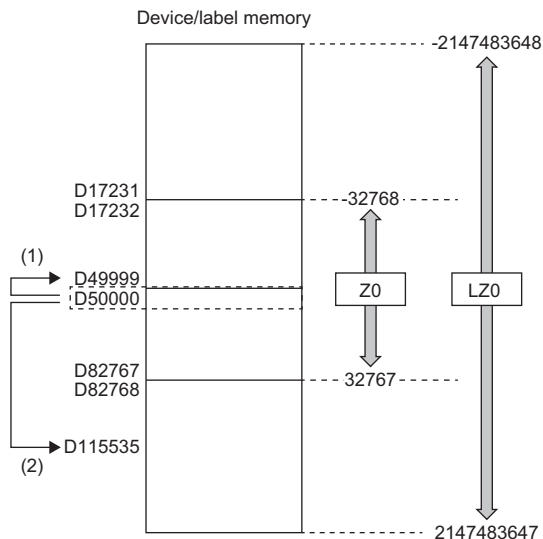 Device/label memory
-2147483648
D17231
D17232
-32768
(1)
D49999
D50000
Z0
LZ0
D82767
D82768
32767
D115535
(2)
2147483647